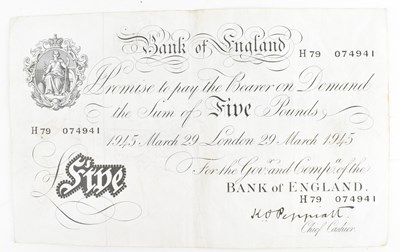 Bank of England
H79 074941
I Promise to pay the Bearer on Demand
the Sum of Five Pounds
H79 074941
1945 March 29 London 29 March 1945
For the Gov.r and Comp.a of the
Five
BANK OF ENGLAND.
H79 074941
K O Peppiatt
Chief Cashier.